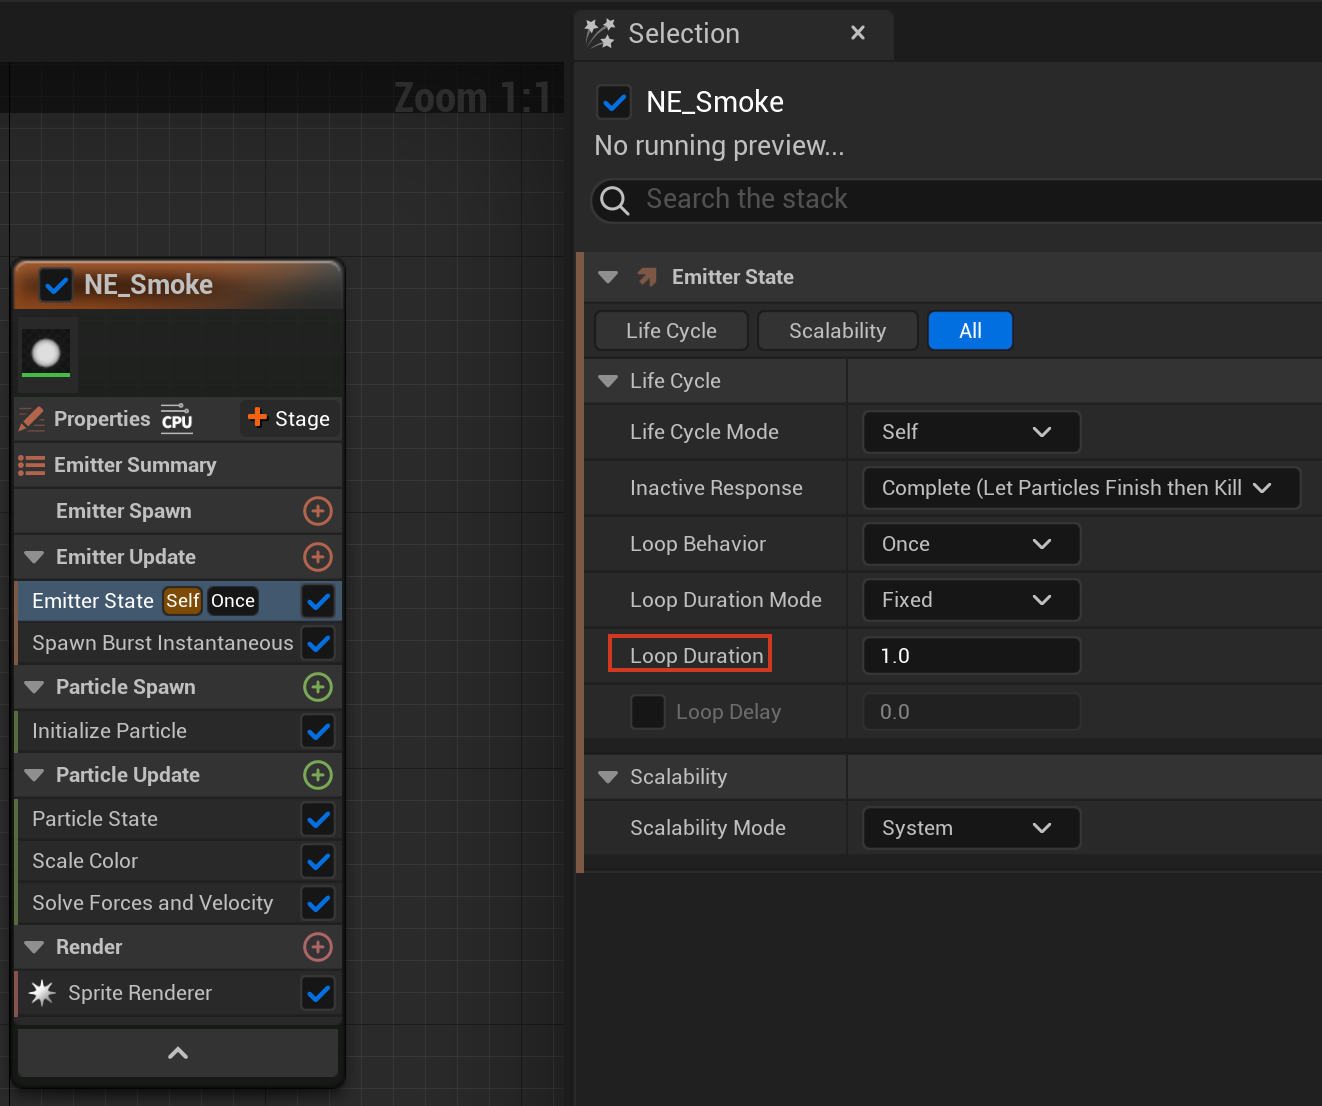 Zoom 1:1
NE_Smoke
Properties CPU Stage
Emitter Summary
Emitter Spawn
Emitter Update
Emitter State Self Once
Spawn Burst Instantaneous
Particle Spawn
Initialize Particle
Particle Update
Particle State
Scale Color
Solve Forces and Velocity
Render
Sprite Renderer
Selection
NE_Smoke
No running preview...
Search the stack
Emitter State
Life Cycle Scalability All
Life Cycle
Life Cycle Mode Self
Inactive Response Complete (Let Particles Finish then Kill
Loop Behavior Once
Loop Duration Mode Fixed
Loop Duration 1.0
Loop Delay 0.0
Scalability
Scalability Mode System